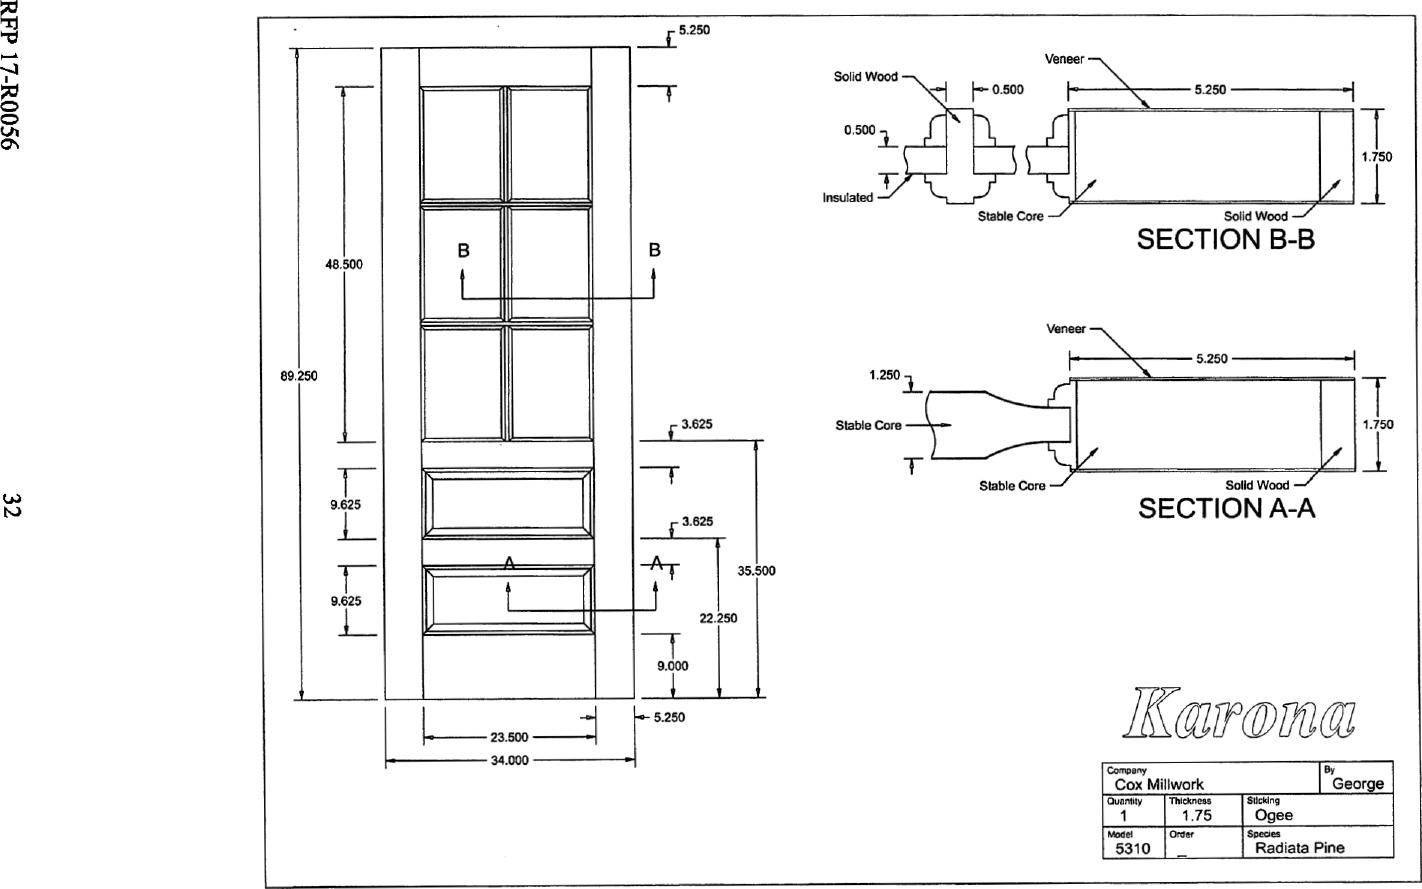 RFP 17-R0056
32
5.250
B
B
48.500
89.250
3.625
9.625
3.625
A
A
35.500
9.625
22.250
9.000
5.250
23.500
34.000
Veneer
Solid Wood
0.500
5.250
0.500
1.750
Insulated
Stable Core
Solid Wood
SECTION B-B
Veneer
5.250
1.250
Stable Core
1.750
Stable Core
Solid Wood
SECTION A-A
Karona
Company
By
Cox Millwork
George
Quantity
Thickness
Sticking
1
1.75
Ogee
Model
Order
Species
5310
_
Radiata Pine